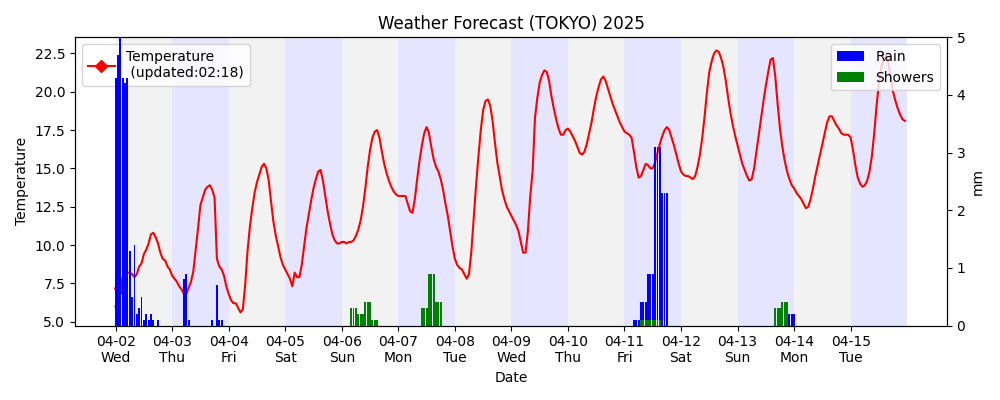 Weather Forecast (TOKYO) 2025
Temperature
(updated:02:18)
Rain
Showers
22.5
20.0
17.5
15.0
12.5
10.0
7.5
5.0
Temperature
5
4
3
2
1
0
mm
04-02 04-03 04-04 04-05 04-06 04-07 04-08 04-09 04-10 04-11 04-12 04-13 04-14 04-15
Wed Thu Fri Sat Sun Mon Tue Wed Thu Fri Sat Sun Mon Tue
Date